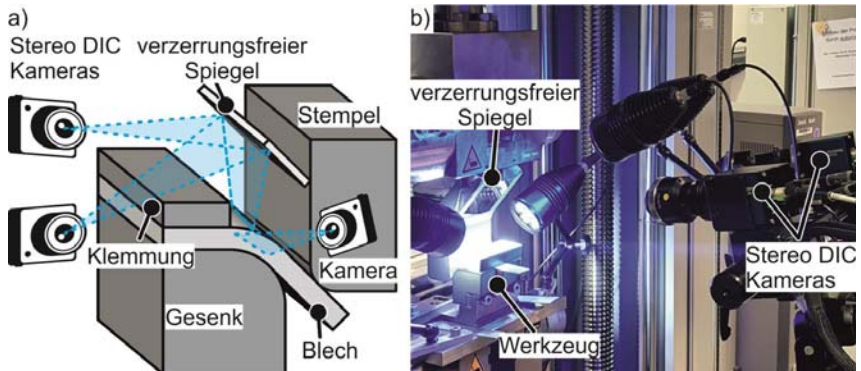 a)
Stereo DIC
Kameras
verzerrungsfreier
Spiegel
Stempel
Klemmung
Kamera
Gesenk
Blech
b)
verzerrungsfreier
Spiegel
Stereo DIC
Kameras
Werkzeug